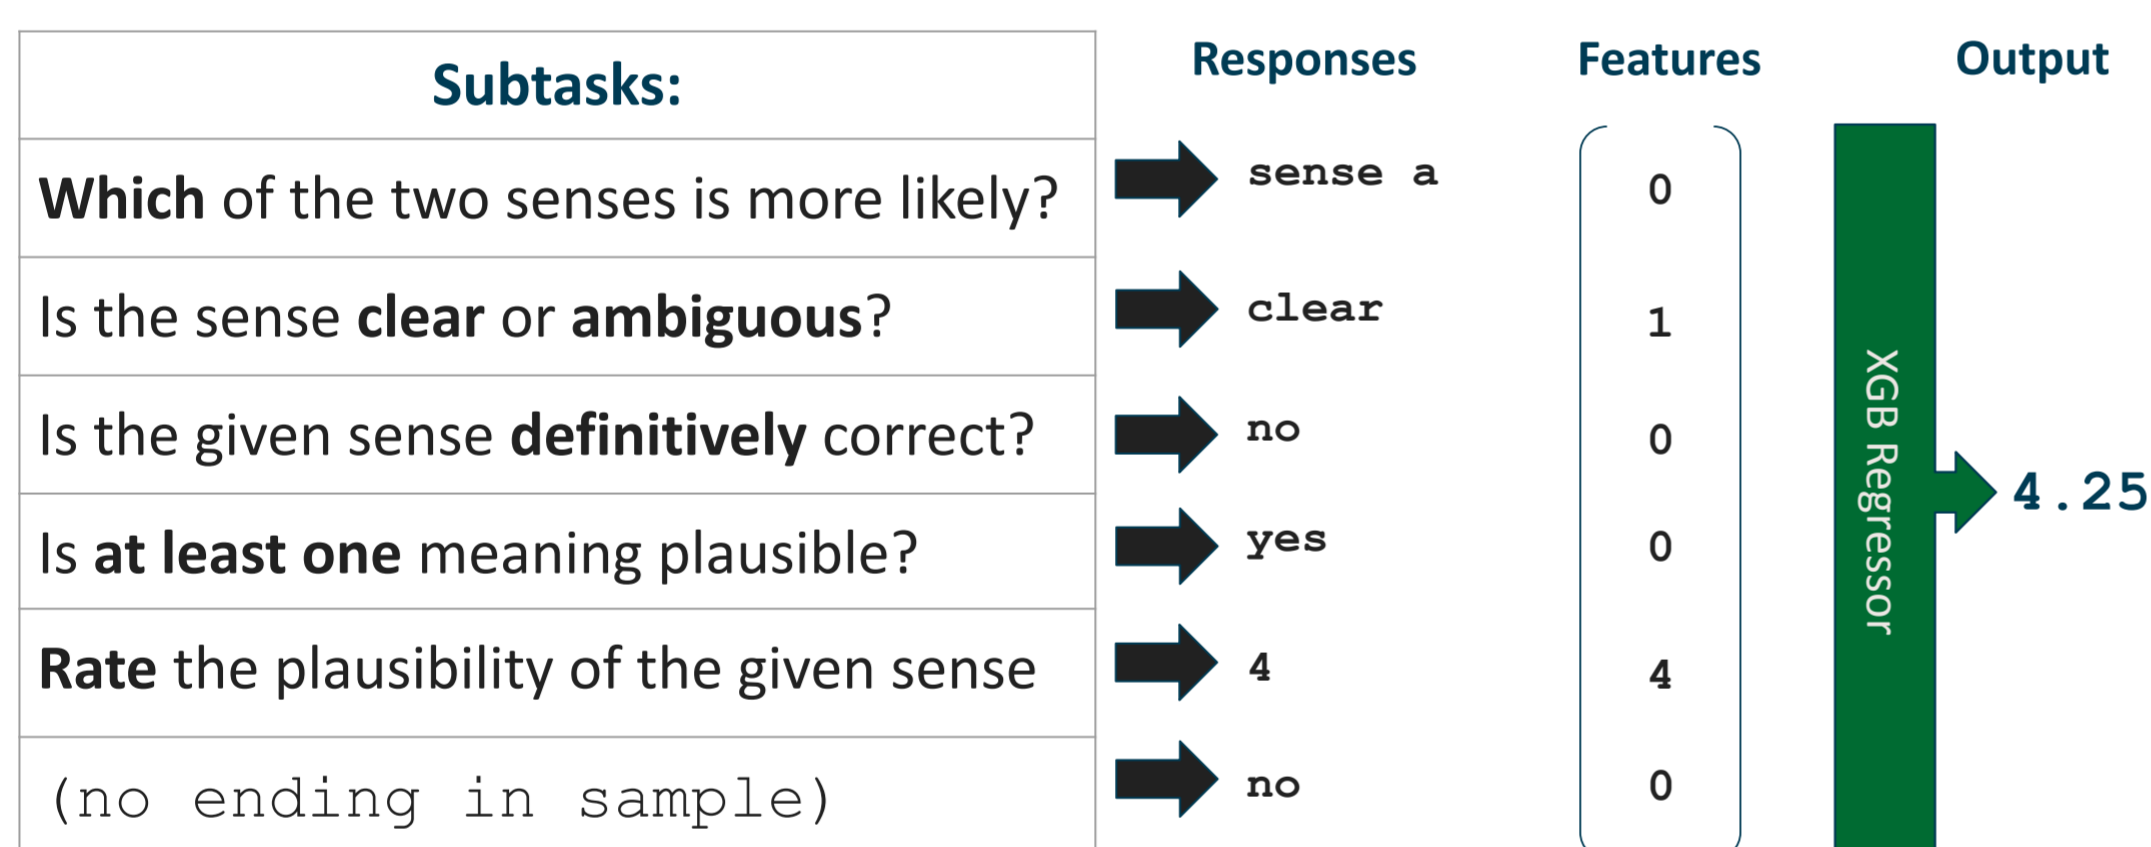 Subtasks:
Responses
Features
Output
Which of the two senses is more likely?
sense a
0
Is the sense clear or ambiguous?
clear
1
Is the given sense definitively correct?
no
0
Is at least one meaning plausible?
yes
0
Rate the plausibility of the given sense
4
4
(no ending in sample)
no
0
XGB Regressor
4.25